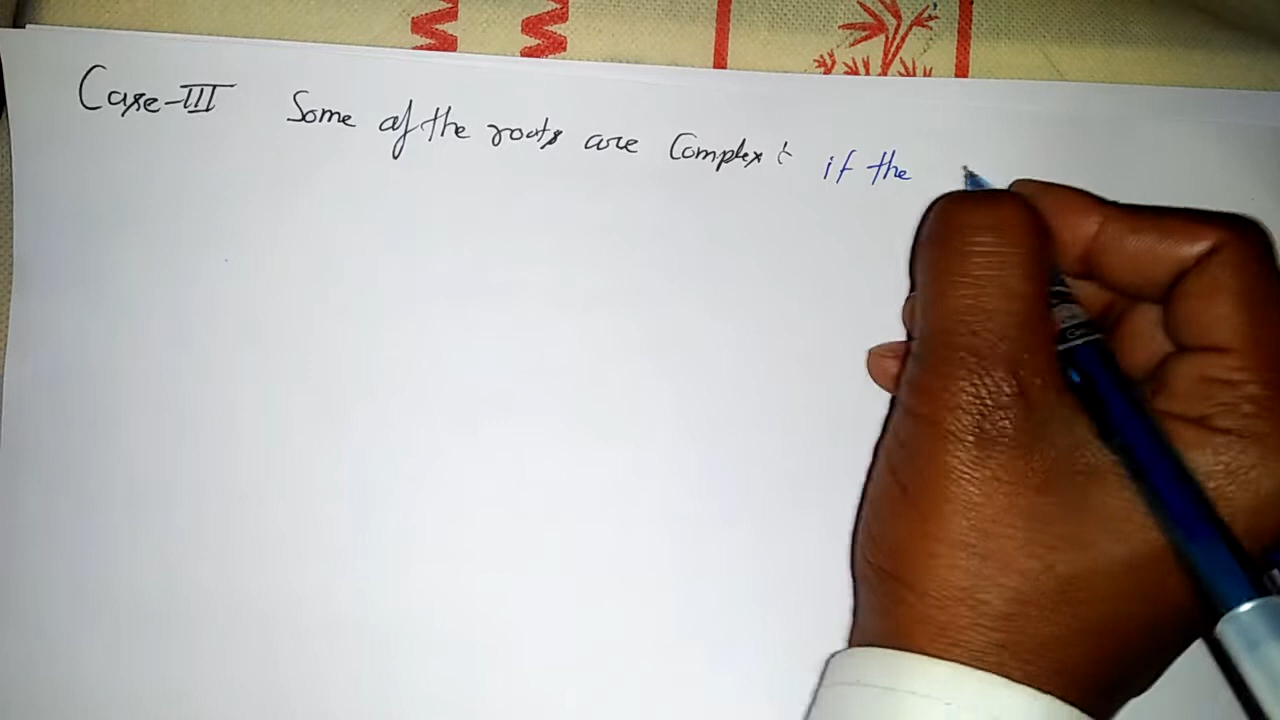 Case-III Some of the roots are Complex : if the